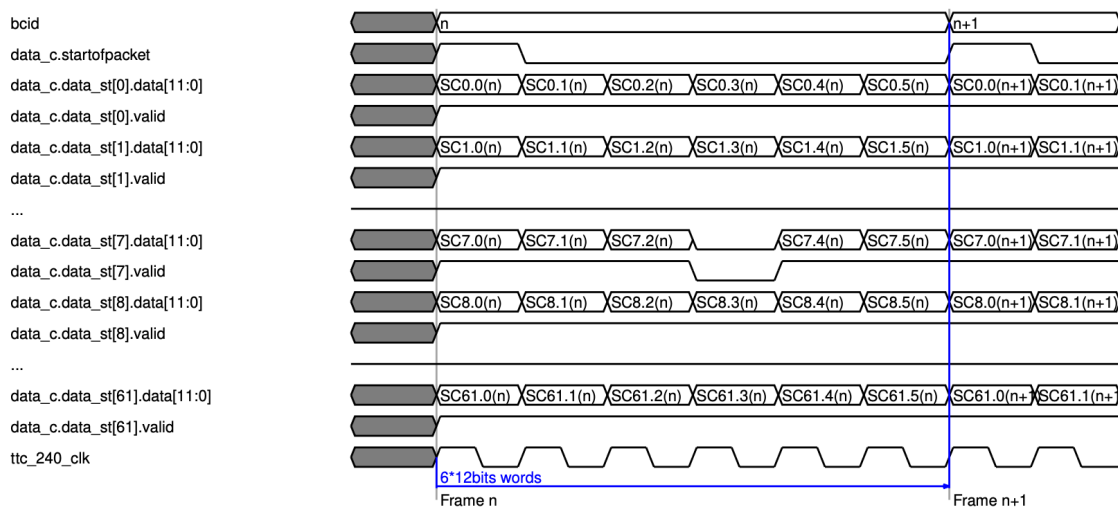 bcid n n+1
data_c.startofpacket
data_c.data_st[0].data[11:0] SC0.0(n) SC0.1(n) SC0.2(n) SC0.3(n) SC0.4(n) SC0.5(n) SC0.0(n+1) SC0.1(n+1)
data_c.data_st[0].valid
data_c.data_st[1].data[11:0] SC1.0(n) SC1.1(n) SC1.2(n) SC1.3(n) SC1.4(n) SC1.5(n) SC1.0(n+1) SC1.1(n+1)
data_c.data_st[1].valid
...
data_c.data_st[7].data[11:0] SC7.0(n) SC7.1(n) SC7.2(n) SC7.4(n) SC7.5(n) SC7.0(n+1) SC7.1(n+1)
data_c.data_st[7].valid
data_c.data_st[8].data[11:0] SC8.0(n) SC8.1(n) SC8.2(n) SC8.3(n) SC8.4(n) SC8.5(n) SC8.0(n+1) SC8.1(n+1)
data_c.data_st[8].valid
...
data_c.data_st[61].data[11:0] SC61.0(n) SC61.1(n) SC61.2(n) SC61.3(n) SC61.4(n) SC61.5(n) SC61.0(n+1 SC61.1(n+1
data_c.data_st[61].valid
ttc_240_clk
6*12bits words
Frame n Frame n+1